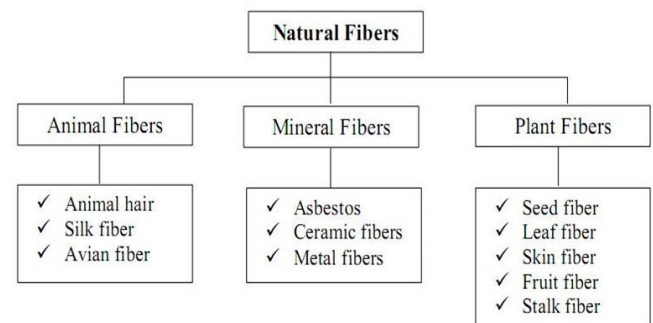 Natural Fibers
Animal Fibers
Mineral Fibers
Plant Fibers
✓ Animal hair
✓ Silk fiber
✓ Avian fiber
✓ Asbestos
✓ Ceramic fibers
✓ Metal fibers
✓ Seed fiber
✓ Leaf fiber
✓ Skin fiber
✓ Fruit fiber
✓ Stalk fiber